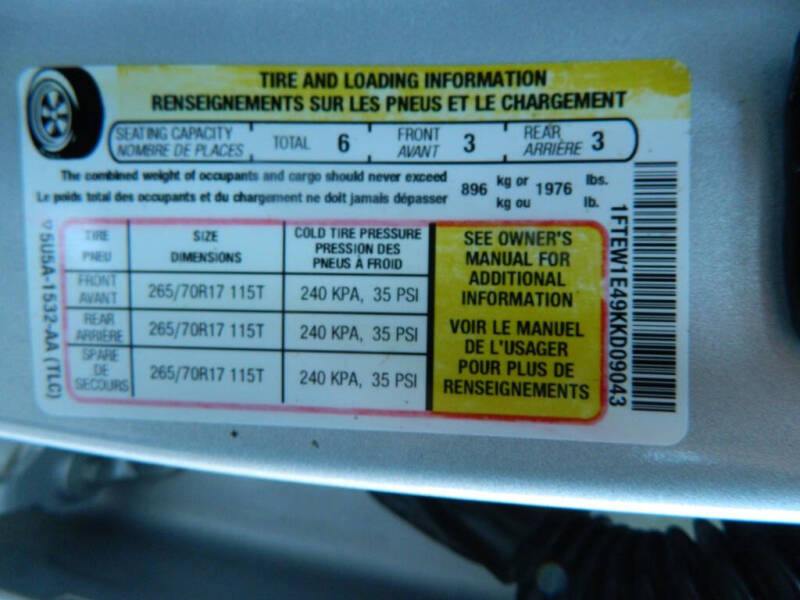 TIRE AND LOADING INFORMATION
RENSEIGNEMENTS SUR LES PNEUS ET LE CHARGEMENT
SEATING CAPACITY
NOMBRE DE PLACES
TOTAL 6
FRONT
AVANT 3
REAR
ARRIÈRE 3
The combined weight of occupants and cargo should never exceed
Le poids total des occupants et du chargement ne doit jamais dépasser
896 kg or 1976 lbs.
kg ou lb.
TIRE
PNEU
SIZE
DIMENSIONS
COLD TIRE PRESSURE
PRESSION DES
PNEUS À FROID
FRONT
AVANT
265/70R17 115T
240 KPA, 35 PSI
REAR
ARRIÈRE
265/70R17 115T
240 KPA, 35 PSI
SPARE
DE SECOURS
265/70R17 115T
240 KPA, 35 PSI
SEE OWNER'S
MANUAL FOR
ADDITIONAL
INFORMATION
VOIR LE MANUEL
DE L'USAGER
POUR PLUS DE
RENSEIGNEMENTS
5U5A-1532-AA (TLC)
1FTEW1E49KKD09043